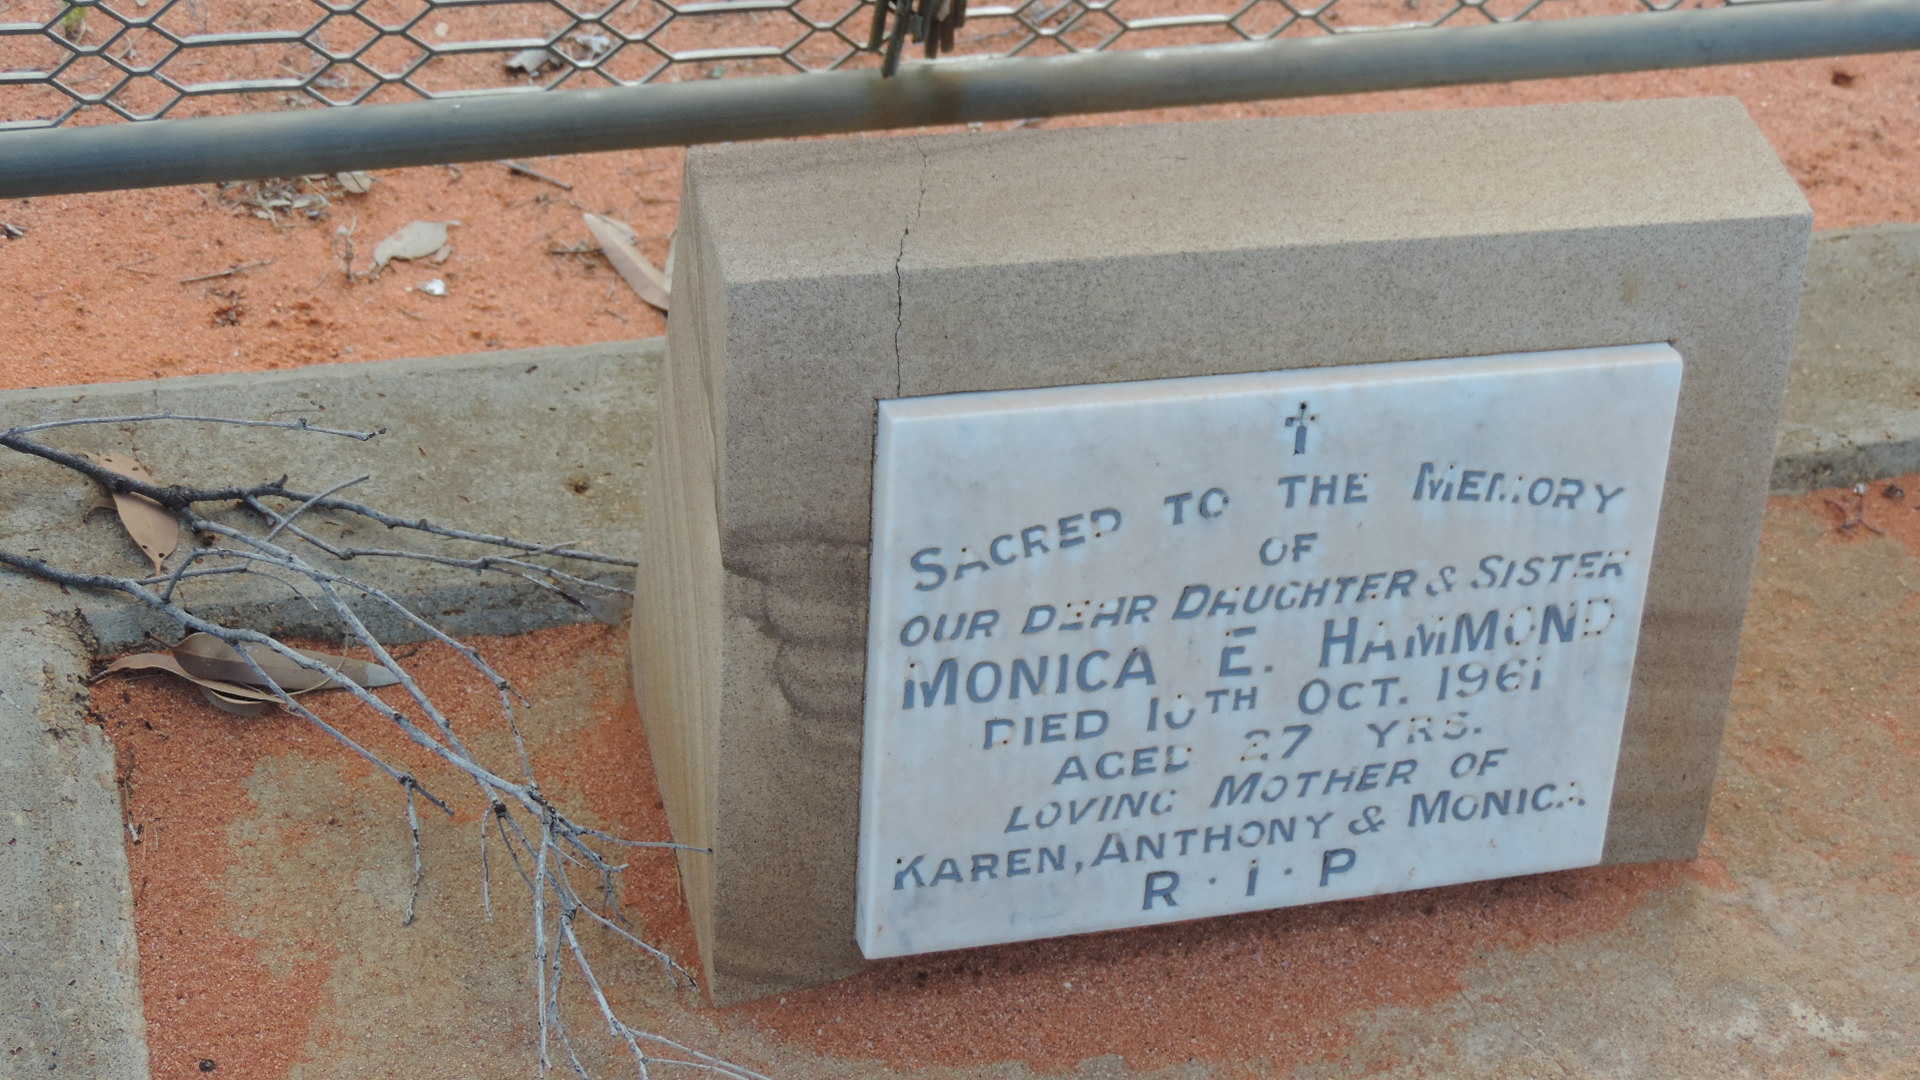 SACRED TO THE MEMORY
OF
OUR DEAR DAUGHTER & SISTER
MONICA E. HAMMOND
DIED 10TH OCT. 1961
AGED 27 YRS.
LOVING MOTHER OF
KAREN, ANTHONY & MONICA.
R · I · P